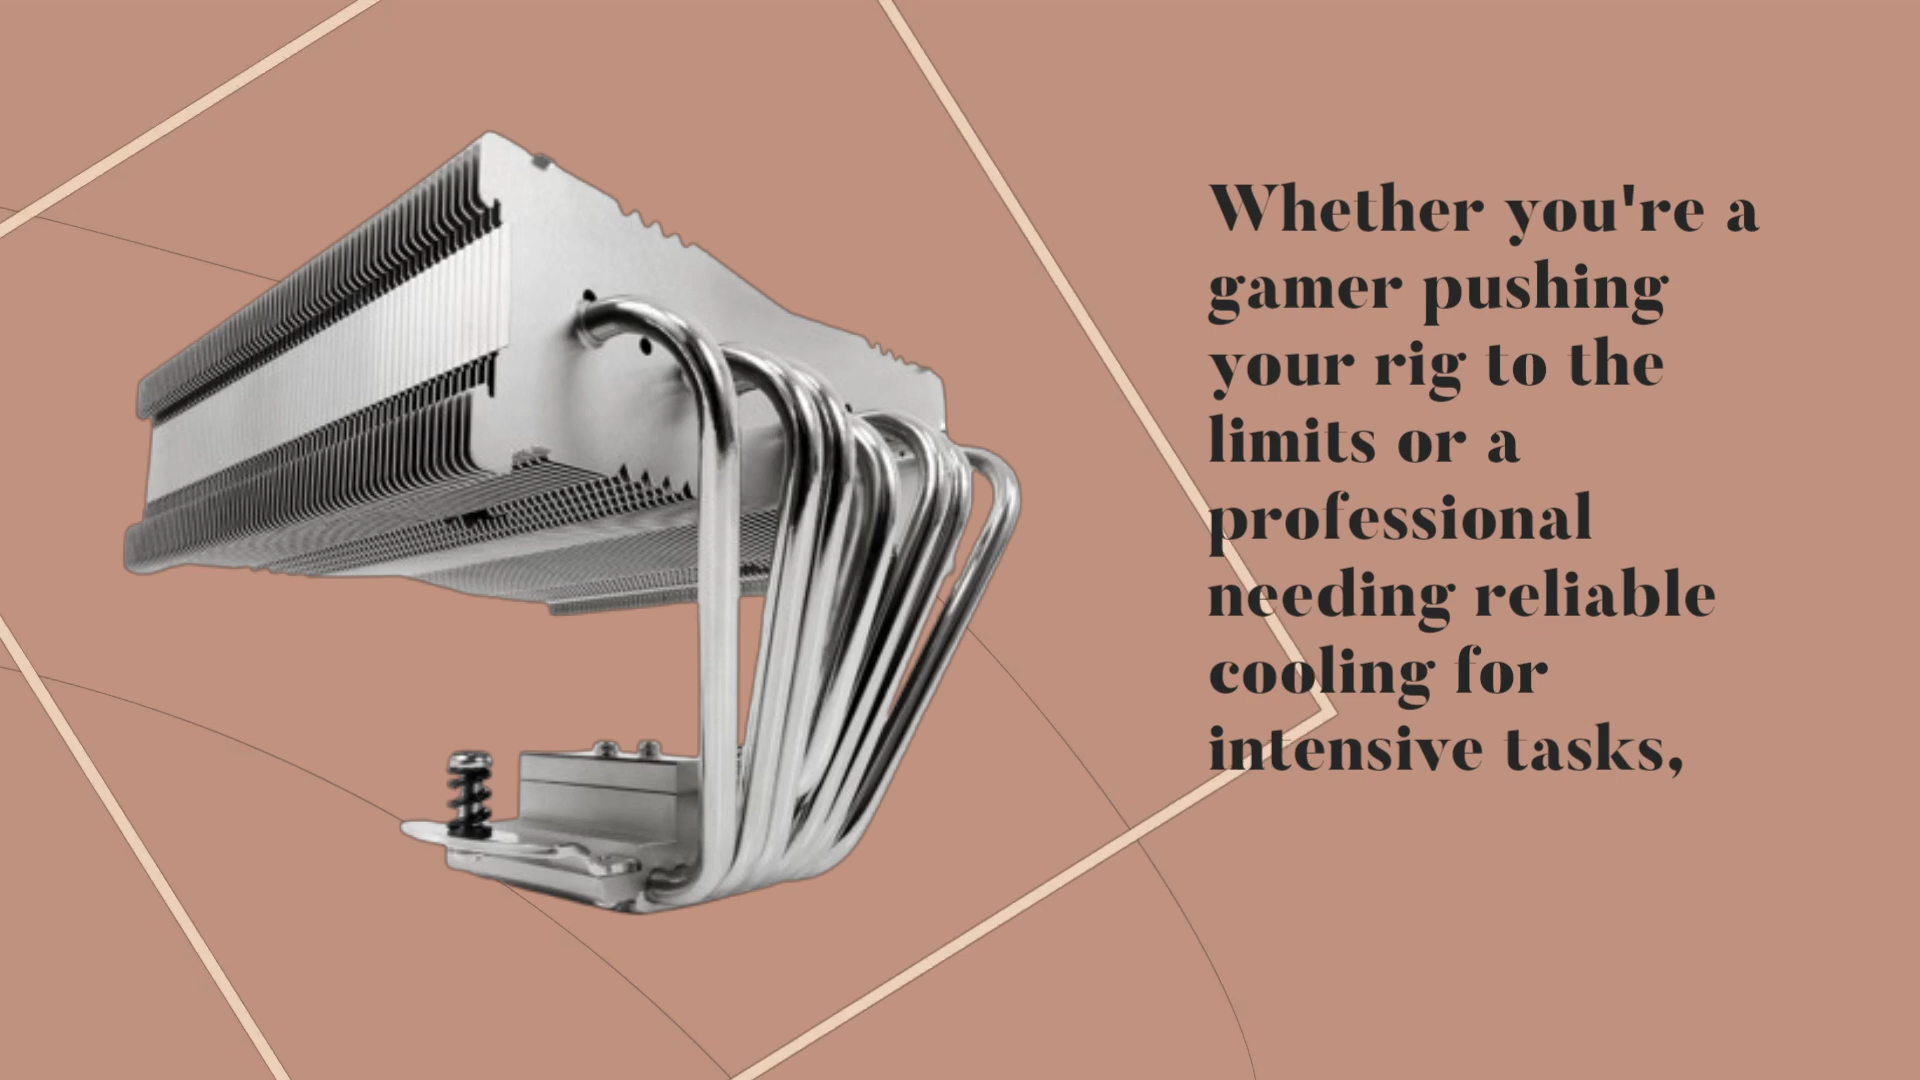 Whether you're a
gamer pushing
your rig to the
limits or a
professional
needing reliable
cooling for
intensive tasks,